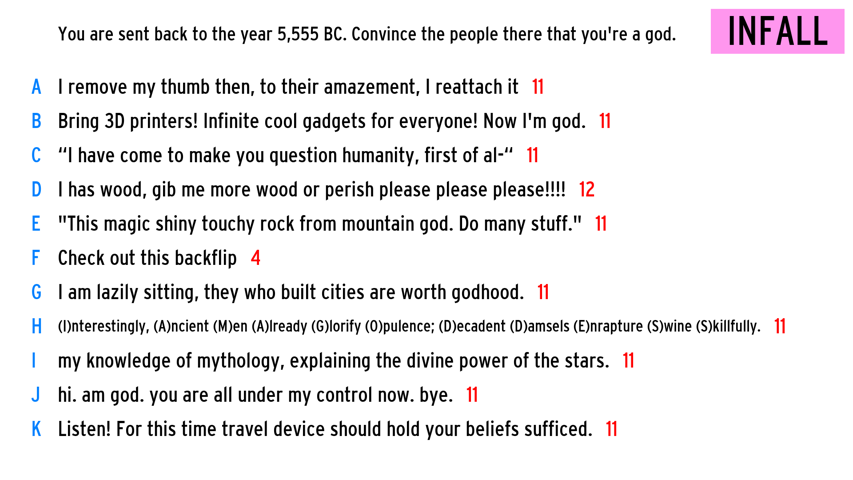 You are sent back to the year 5,555 BC. Convince the people there that you're a god.
INFALL
A I remove my thumb then, to their amazement, I reattach it 11
B Bring 3D printers! Infinite cool gadgets for everyone! Now I'm god. 11
C “I have come to make you question humanity, first of al-“ 11
D I has wood, gib me more wood or perish please please please!!!! 12
E "This magic shiny touchy rock from mountain god. Do many stuff." 11
F Check out this backflip 4
G I am lazily sitting, they who built cities are worth godhood. 11
H (I)nterestingly, (A)ncient (M)en (A)lready (G)lorify (O)pulence; (D)ecadent (D)amsels (E)nrapture (S)wine (S)killfully. 11
I my knowledge of mythology, explaining the divine power of the stars. 11
J hi. am god. you are all under my control now. bye. 11
K Listen! For this time travel device should hold your beliefs sufficed. 11